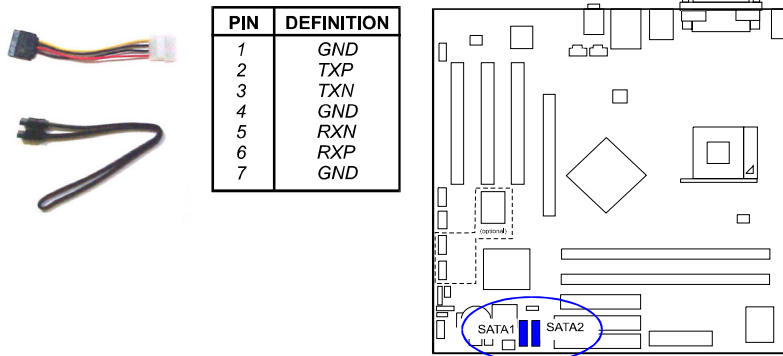 PIN DEFINITION
1 GND
2 TXP
3 TXN
4 GND
5 RXN
6 RXP
7 GND
(optional)
SATA1 SATA2